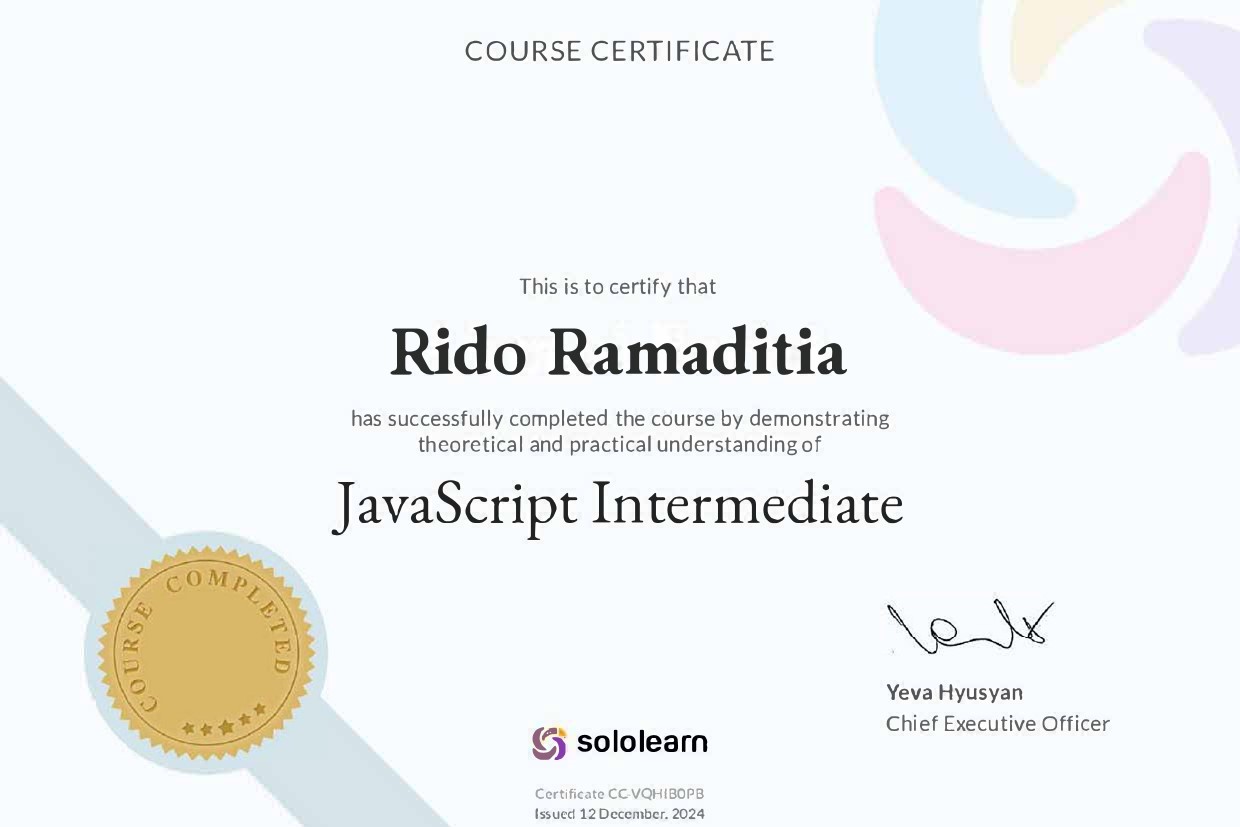 COURSE CERTIFICATE
This is to certify that
Rido Ramaditia
has successfully completed the course by demonstrating
theoretical and practical understanding of
JavaScript Intermediate
COURSE COMPLETED
Yeva Hyusyan
Chief Executive Officer
sololearn
Certificate CC-VQHIB0PB
Issued 12 December, 2024